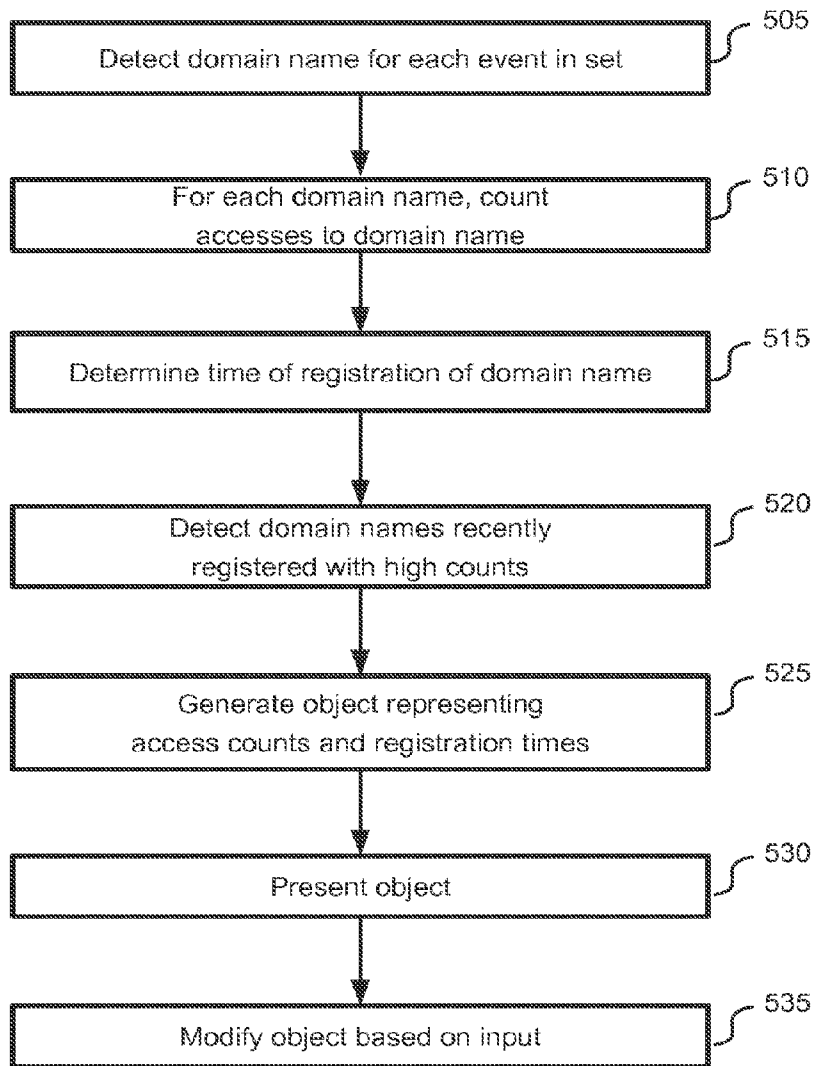 505
Detect domain name for each event in set
510
For each domain name, count
accesses to domain name
515
Determine time of registration of domain name
520
Detect domain names recently
registered with high counts
525
Generate object representing
access counts and registration times
530
Present object
535
Modify object based on input